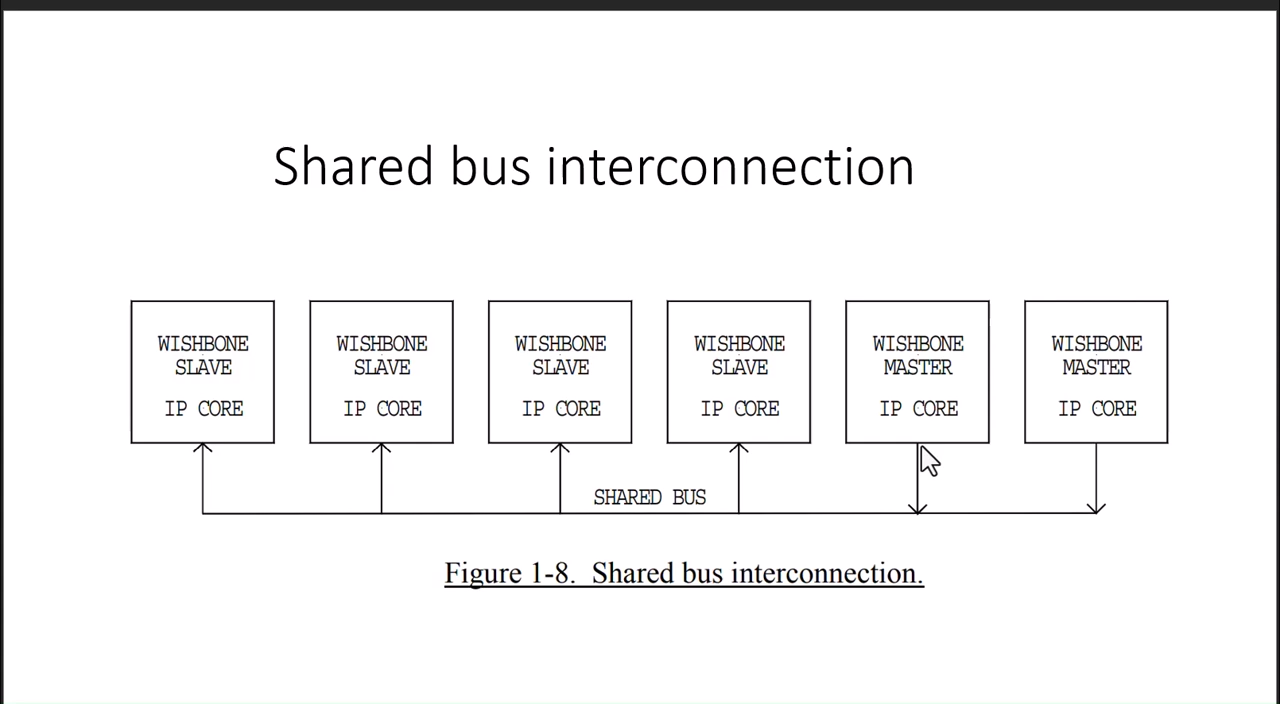 Shared bus interconnection
WISHBONE
SLAVE
IP CORE
WISHBONE
SLAVE
IP CORE
WISHBONE
SLAVE
IP CORE
WISHBONE
SLAVE
IP CORE
WISHBONE
MASTER
IP CORE
WISHBONE
MASTER
IP CORE
SHARED BUS
Figure 1-8. Shared bus interconnection.